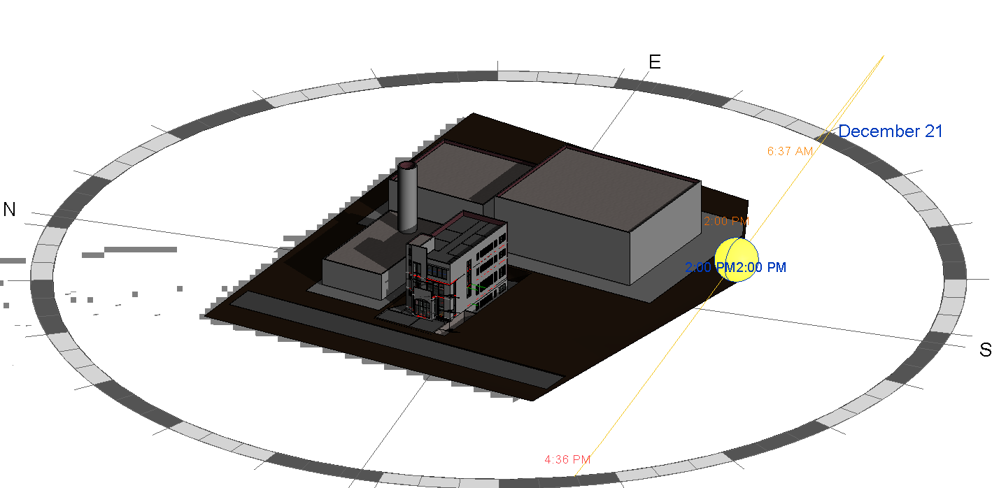 E
December 21
6:37 AM
N
2:00 PM
2:00 PM2:00 PM
S
4:36 PM